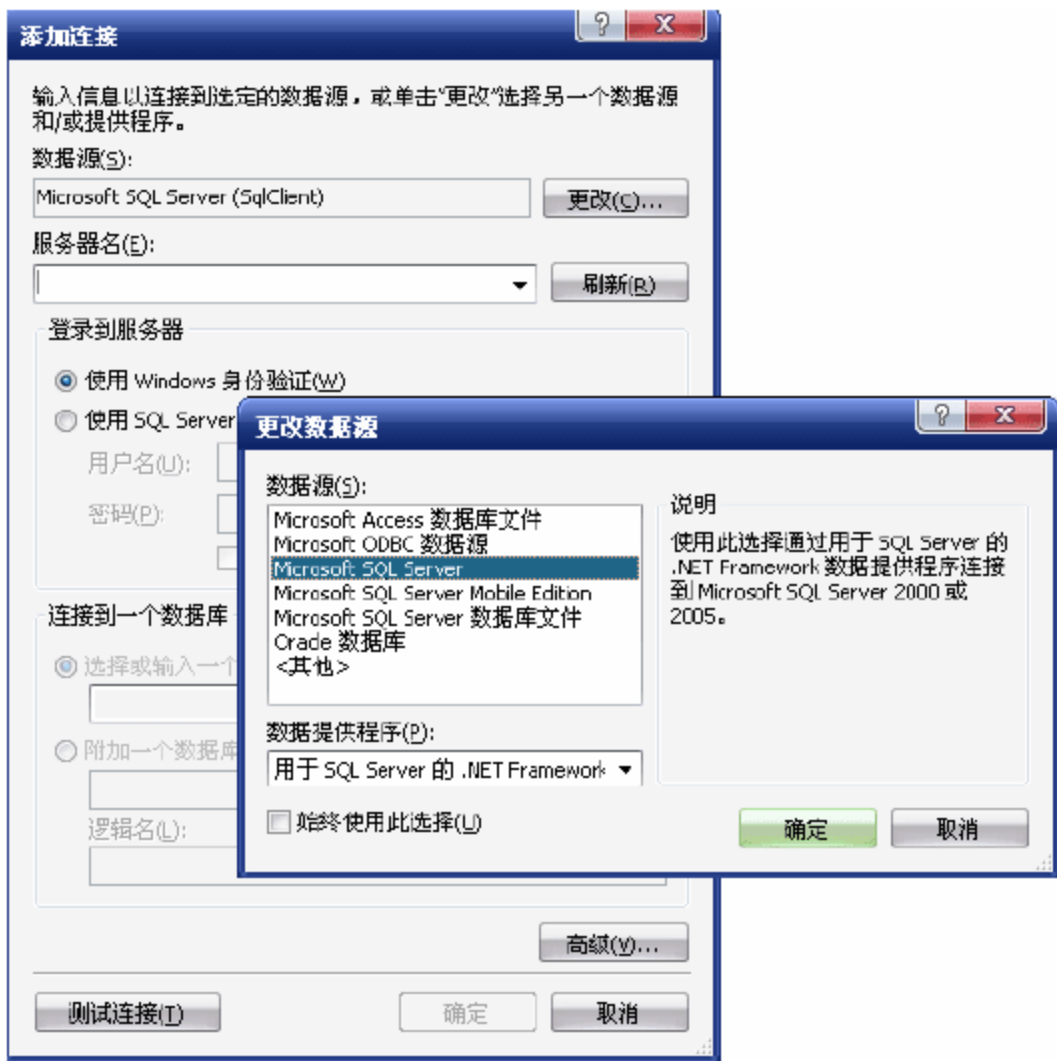 添加连接
输入信息以连接到选定的数据源，或单击“更改”选择另一个数据源
和/或提供程序。
数据源(S):
Microsoft SQL Server (SqlClient)
更改(C)...
服务器名(E):
刷新(R)
登录到服务器
使用 Windows 身份验证(W)
使用 SQL Server
用户名(U):
密码(P):
连接到一个数据库
选择或输入一个
附加一个数据库
逻辑名(L):
高级(V)...
测试连接(T)
确定
取消
更改数据源
数据源(S):
Microsoft Access 数据库文件
Microsoft ODBC 数据源
Microsoft SQL Server
Microsoft SQL Server Mobile Edition
Microsoft SQL Server 数据库文件
Oracle 数据库
<其他>
数据提供程序(P):
用于 SQL Server 的 .NET Framework
始终使用此选择(U)
说明
使用此选择通过用于 SQL Server 的
.NET Framework 数据提供程序连接
到 Microsoft SQL Server 2000 或
2005。
确定
取消